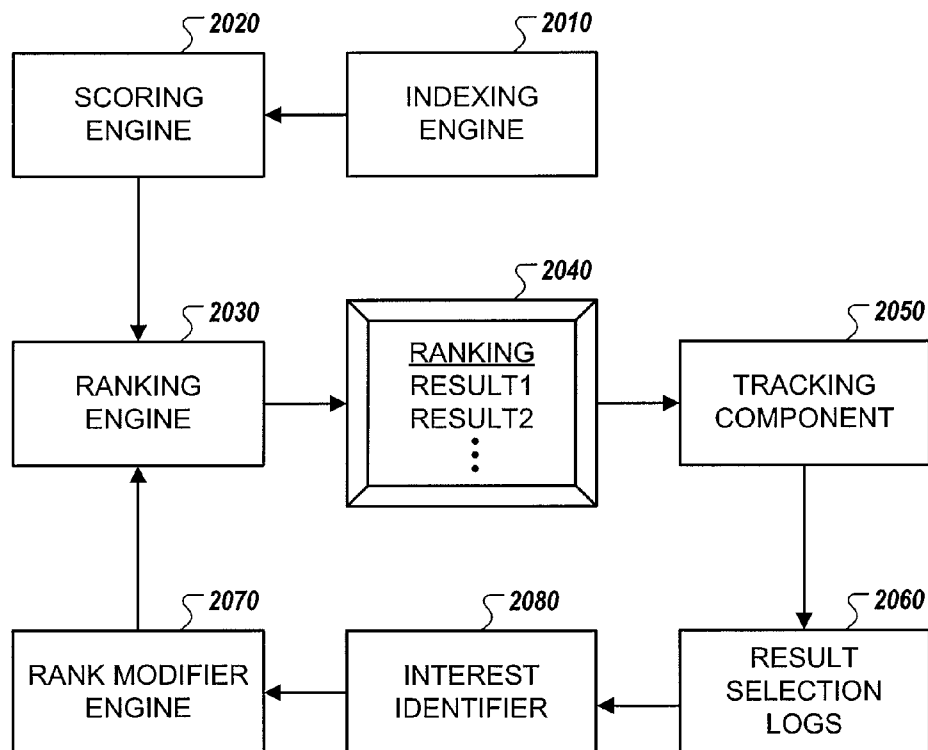 2020
SCORING
ENGINE
2010
INDEXING
ENGINE
2030
RANKING
ENGINE
2040
RANKING
RESULT1
RESULT2
2050
TRACKING
COMPONENT
2070
RANK MODIFIER
ENGINE
2080
INTEREST
IDENTIFIER
2060
RESULT
SELECTION
LOGS